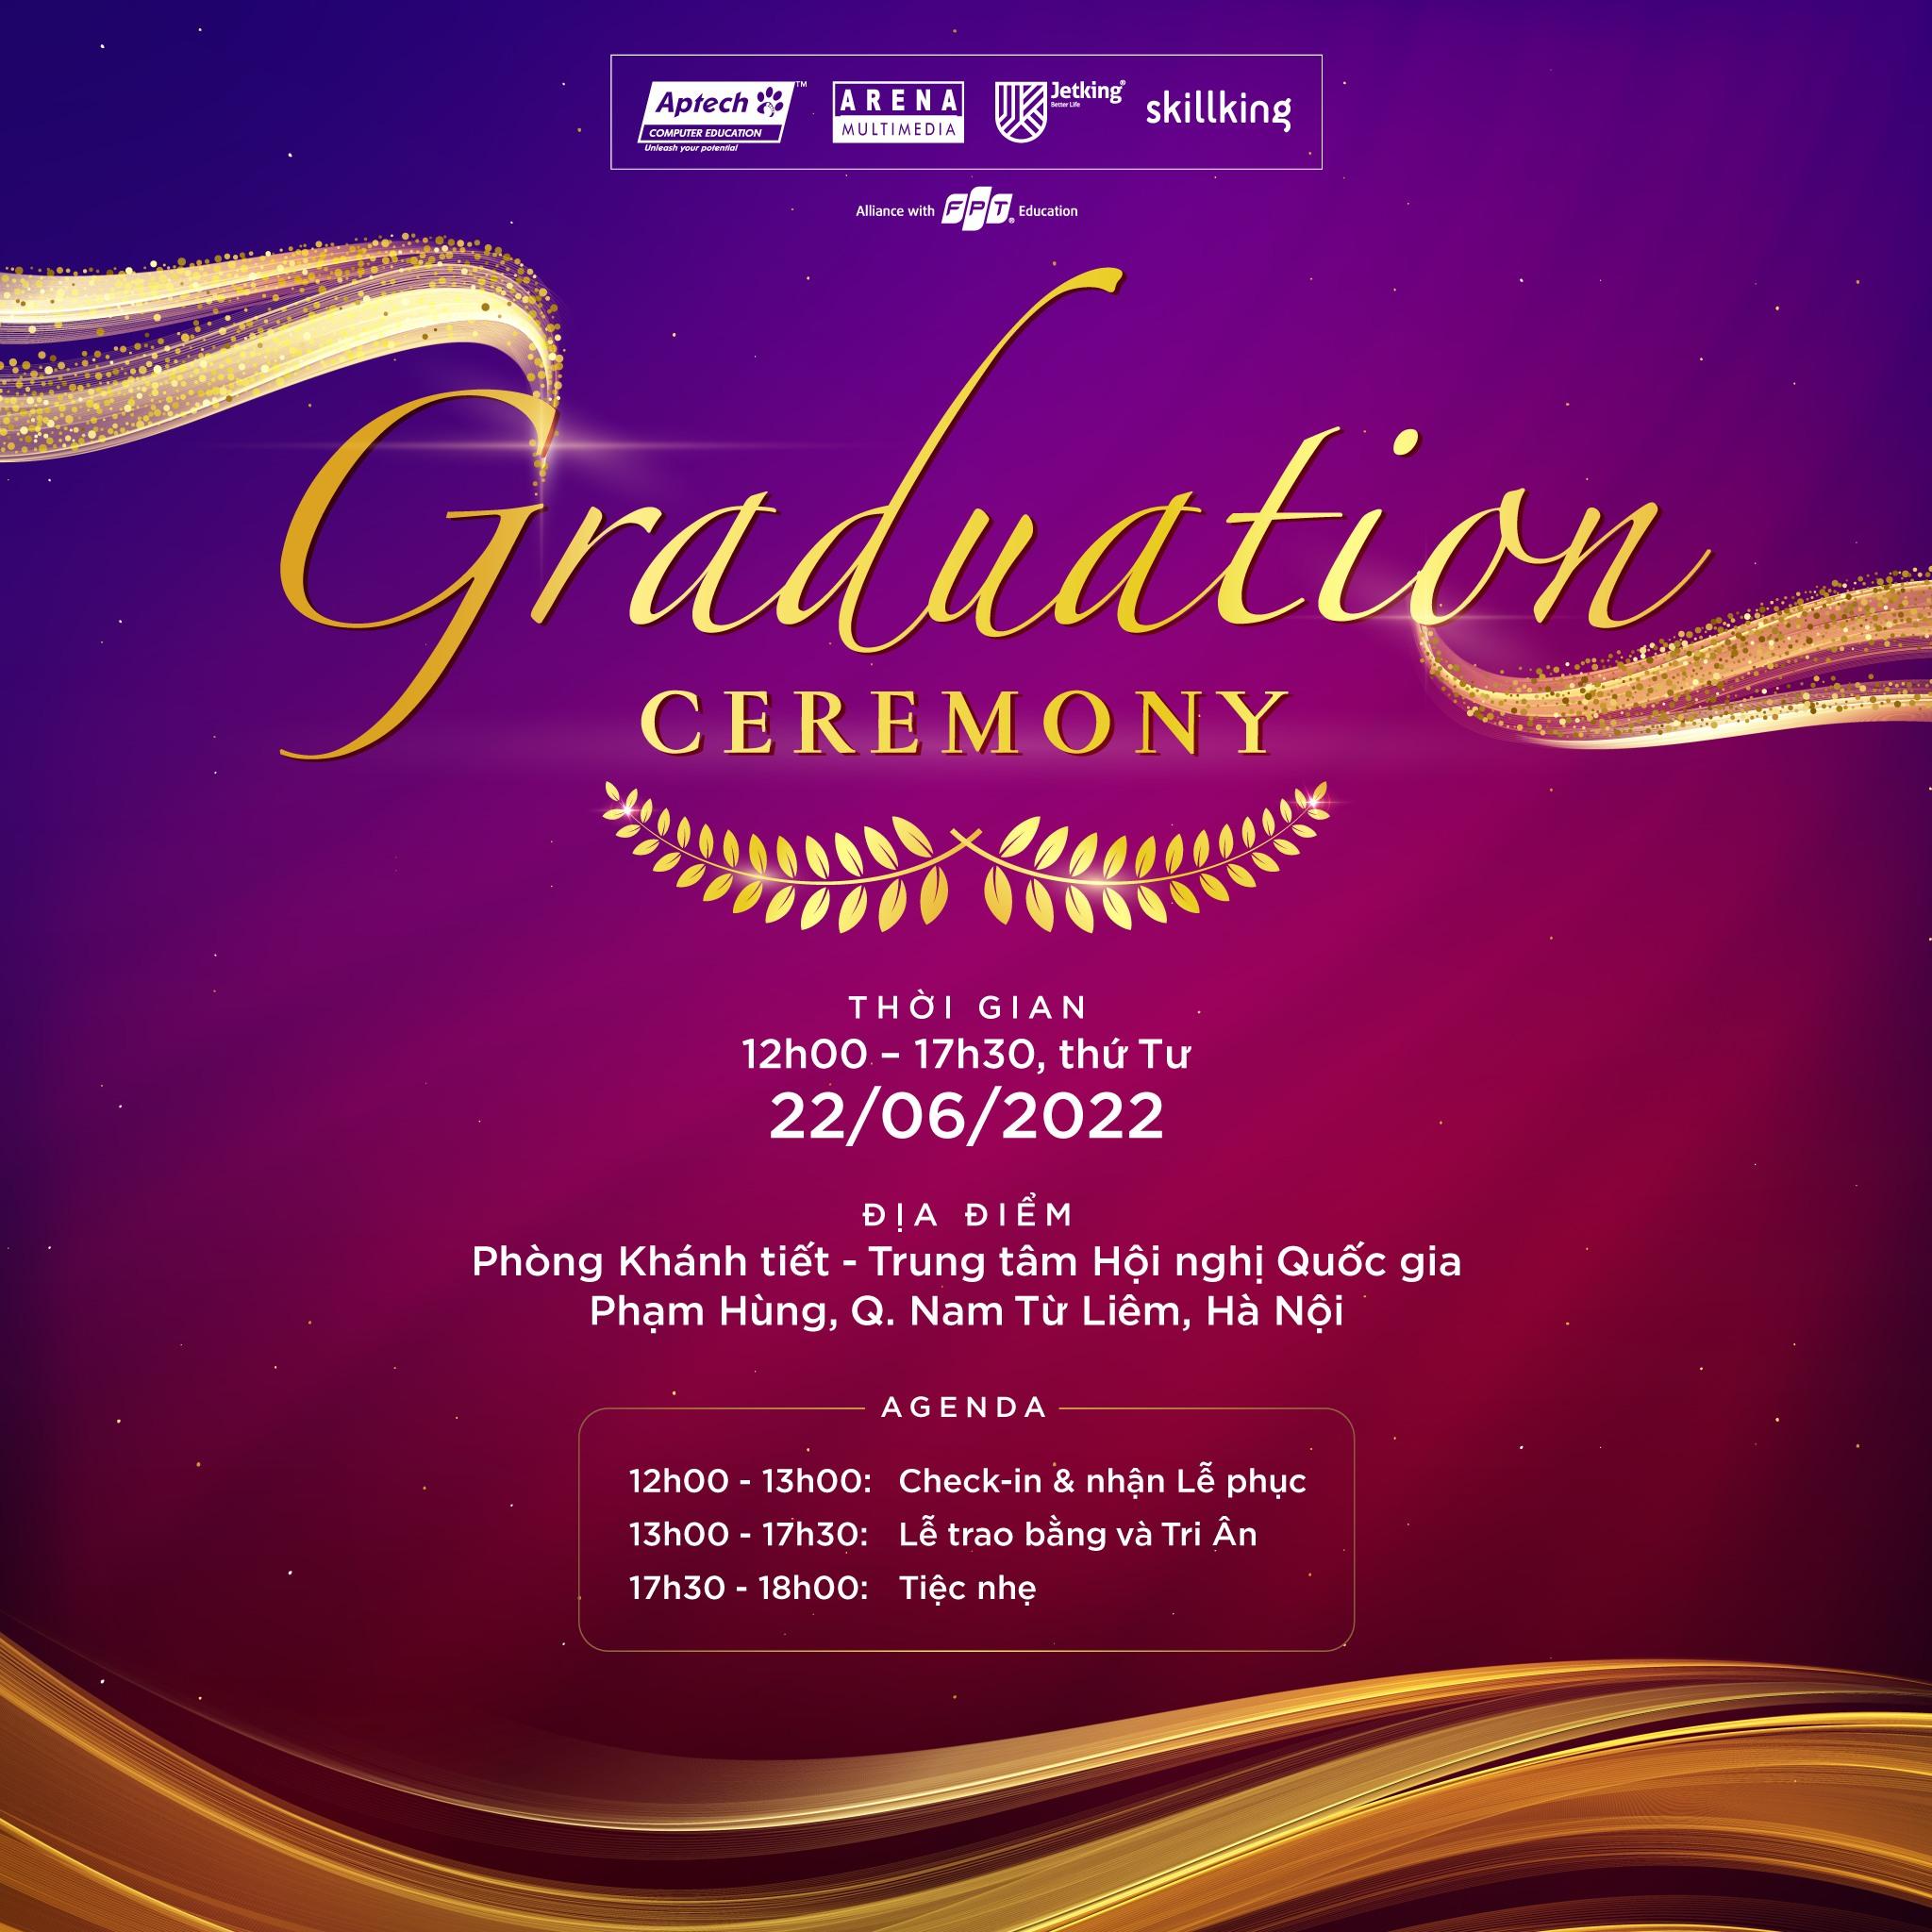 Aptech™
COMPUTER EDUCATION
Unleash your potential
ARENA
MULTIMEDIA
Jetking®
Better Life
skillking
Alliance with FPT® Education
Graduation
CEREMONY
THỜI GIAN
12h00 – 17h30, thứ Tư
22/06/2022
ĐỊA ĐIỂM
Phòng Khánh tiết - Trung tâm Hội nghị Quốc gia
Phạm Hùng, Q. Nam Từ Liêm, Hà Nội
AGENDA
12h00 - 13h00: Check-in & nhận Lễ phục
13h00 - 17h30: Lễ trao bằng và Tri Ân
17h30 - 18h00: Tiệc nhẹ